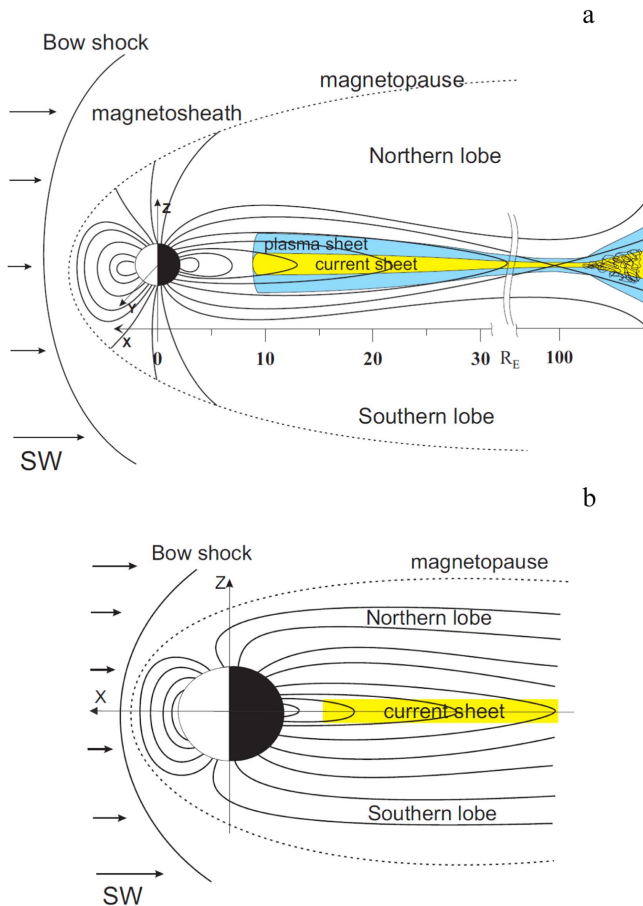 a
Bow shock
magnetopause
magnetosheath
Northern lobe
Z
plasma sheet
current sheet
Y
X
0 10 20 30 R_E 100
Southern lobe
SW
b
Bow shock
magnetopause
Z
Northern lobe
X
current sheet
Southern lobe
SW